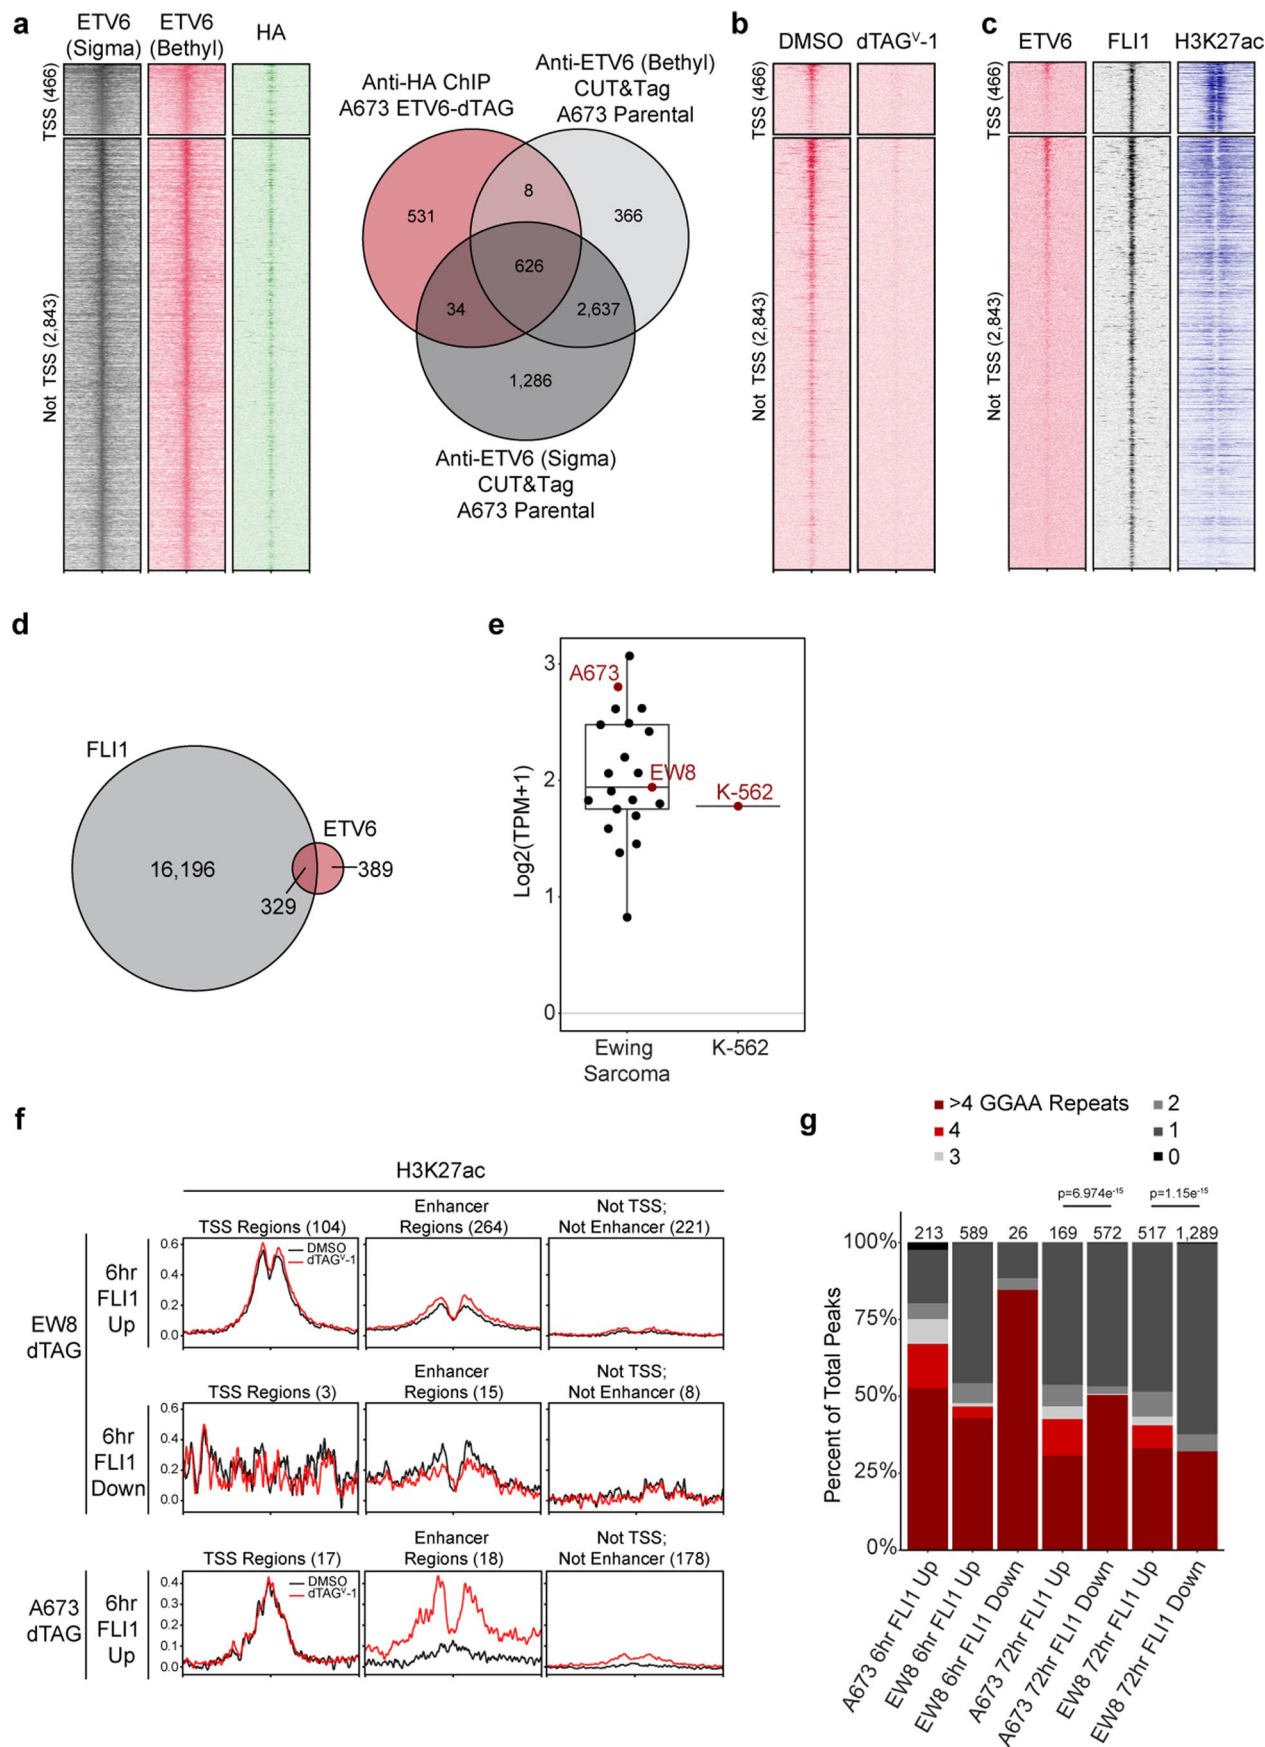 a
ETV6
(Sigma)
ETV6
(Bethyl)
HA
TSS (466)
Not TSS (2,843)
Anti-HA ChIP
A673 ETV6-dTAG
Anti-ETV6 (Bethyl)
CUT&Tag
A673 Parental
531
8
366
626
34
2,637
1,286
Anti-ETV6 (Sigma)
CUT&Tag
A673 Parental
b
DMSO
dTAGⱽ-1
TSS (466)
Not TSS (2,843)
c
ETV6
FLI1
H3K27ac
TSS (466)
Not TSS (2,843)
d
FLI1
ETV6
16,196
389
329
e
Log2(TPM+1)
3
2
1
0
A673
EW8
K-562
Ewing
Sarcoma
K-562
f
H3K27ac
EW8
dTAG
6hr
FLI1
Up
TSS Regions (104)
Enhancer
Regions (264)
Not TSS;
Not Enhancer (221)
0.6
0.4
0.2
0.0
DMSO
dTAGⱽ-1
6hr
FLI1
Down
TSS Regions (3)
Enhancer
Regions (15)
Not TSS;
Not Enhancer (8)
0.6
0.4
0.2
0.0
A673
dTAG
6hr
FLI1
Up
TSS Regions (17)
Enhancer
Regions (18)
Not TSS;
Not Enhancer (178)
0.4
0.3
0.2
0.1
0.0
DMSO
dTAGⱽ-1
g
>4 GGAA Repeats
4
3
2
1
0
p=6.974e⁻¹⁵
p=1.15e⁻¹⁵
213 589 26 169 572 517 1,289
Percent of Total Peaks
100%
75%
50%
25%
0%
A673 6hr FLI1 Up
EW8 6hr FLI1 Up
EW8 6hr FLI1 Down
A673 72hr FLI1 Up
A673 72hr FLI1 Down
EW8 72hr FLI1 Up
EW8 72hr FLI1 Down